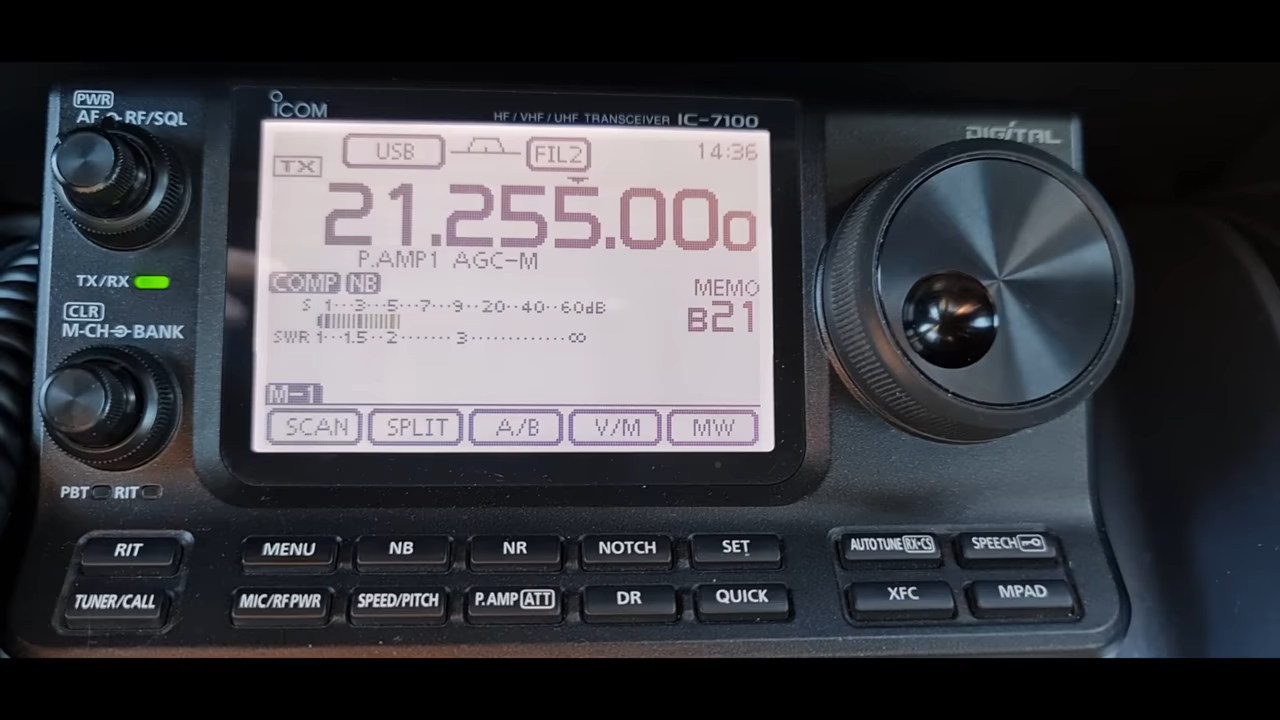 PWR
AF RF/SQL
ICOM
HF/VHF/UHF TRANSCEIVER IC-7100
DIGITAL
USB FIL2 14:36
TX
21.255.000
P.AMP1 AGC-M
COMP NB MEMO
S 1···3···5···7···9··20··40··60dB
B21
SWR 1···1.5··2·······3············∞
M-1
SCAN SPLIT A/B V/M MW
TX/RX
CLR
M-CH BANK
PBT RIT
RIT MENU NB NR NOTCH SET AUTOTUNE RX-CS SPEECH
TUNER/CALL MIC/RF PWR SPEED/PITCH P.AMP ATT DR QUICK XFC MPAD